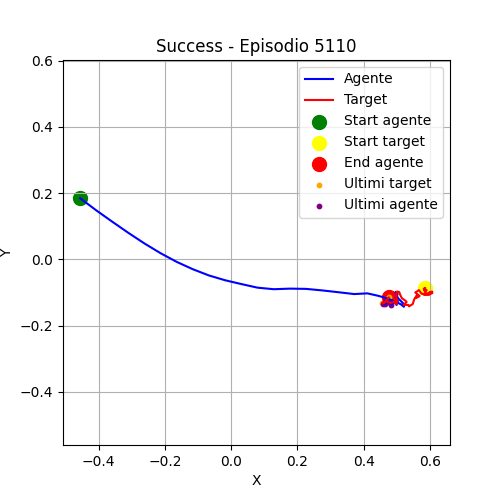 Success - Episodio 5110
Agente
Target
Start agente
Start target
End agente
Ultimi target
Ultimi agente
0.6
0.4
0.2
0.0
−0.2
−0.4
Y
−0.4
−0.2
0.0
0.2
0.4
0.6
X